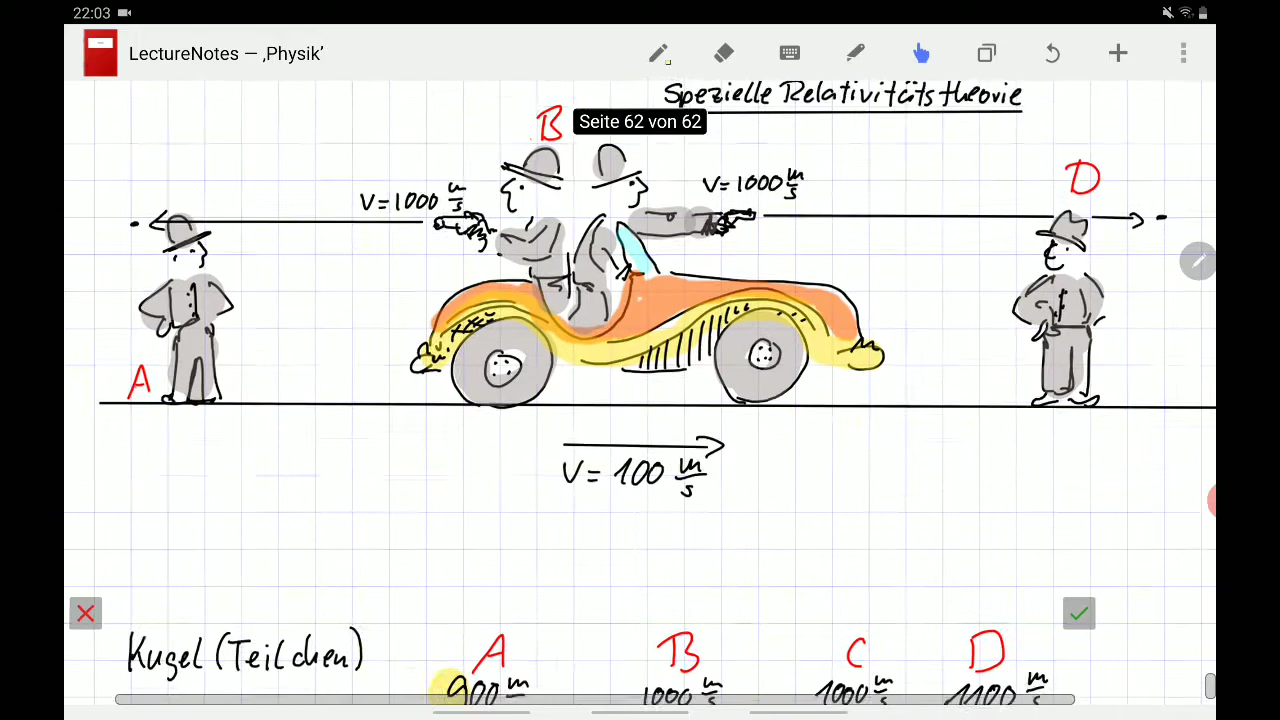 22:03
LectureNotes — ‚Physik'
Spezielle Relativitätstheorie
Seite 62 von 62
B
D
V = 1000 m/s
V = 1000 m/s
A
V = 100 m/s
Kugel (Teilchen)
A
B
C
D
900 m
1000 m/s
1000 m/s
1100 m/s